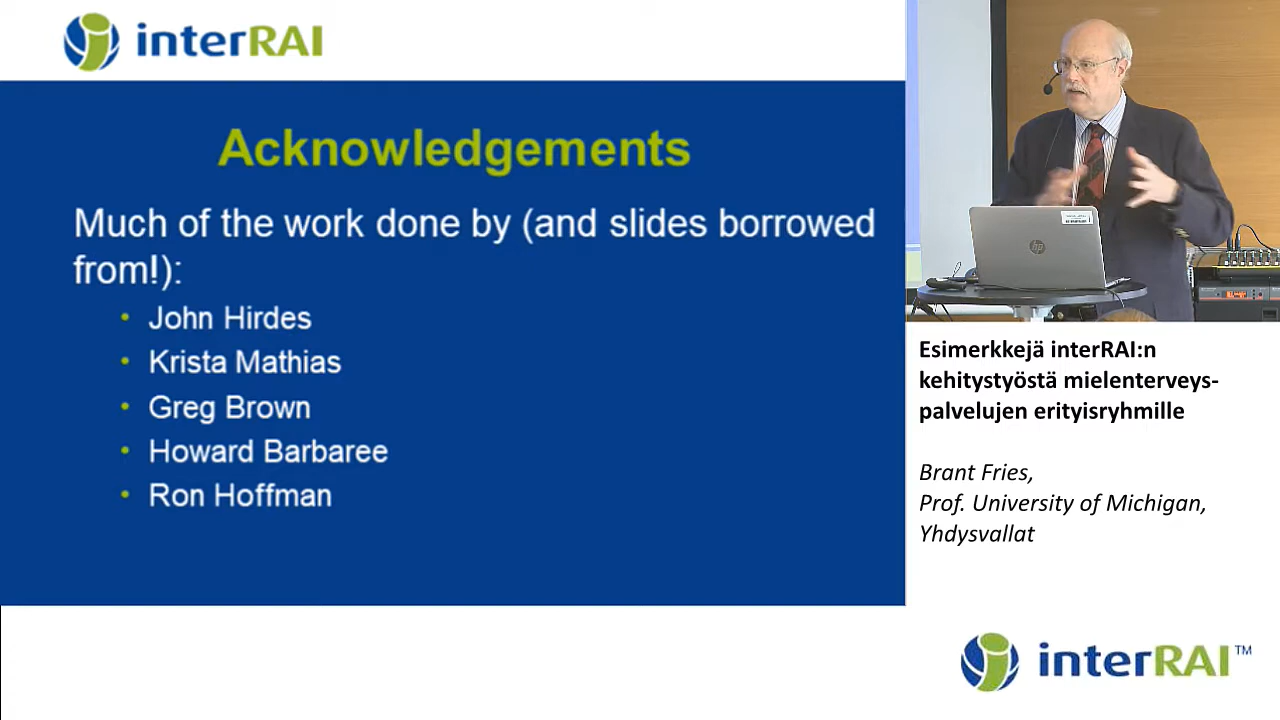 interRAI
Acknowledgements
Much of the work done by (and slides borrowed
from!):
• John Hirdes
• Krista Mathias
• Greg Brown
• Howard Barbaree
• Ron Hoffman
hp
Esimerkkejä interRAI:n
kehitystyöstä mielenterveys-
palvelujen erityisryhmille
Brant Fries,
Prof. University of Michigan,
Yhdysvallat
interRAI™